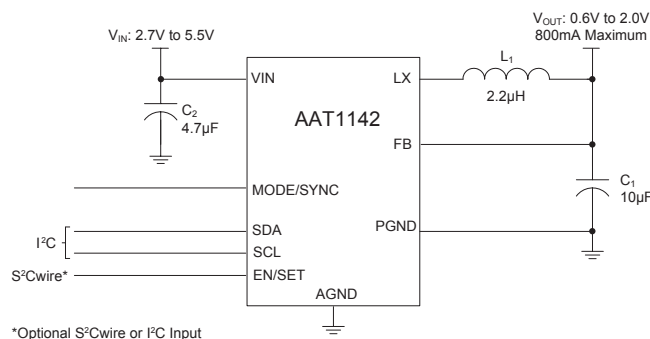 V_OUT: 0.6V to 2.0V
800mA Maximum
V_IN: 2.7V to 5.5V
L₁
VIN
LX
2.2µH
C₂
4.7µF
AAT1142
FB
C₁
10µF
MODE/SYNC
I²C
SDA
PGND
SCL
S²Cwire*
EN/SET
AGND
*Optional S²Cwire or I²C Input